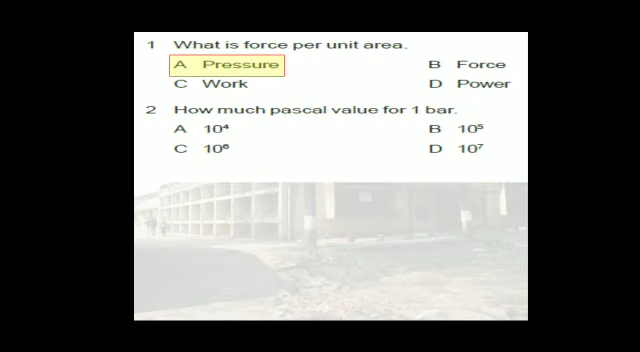 1 What is force per unit area.
A Pressure B Force
C Work D Power
2 How much pascal value for 1 bar.
A 10⁴ B 10⁵
C 10⁶ D 10⁷